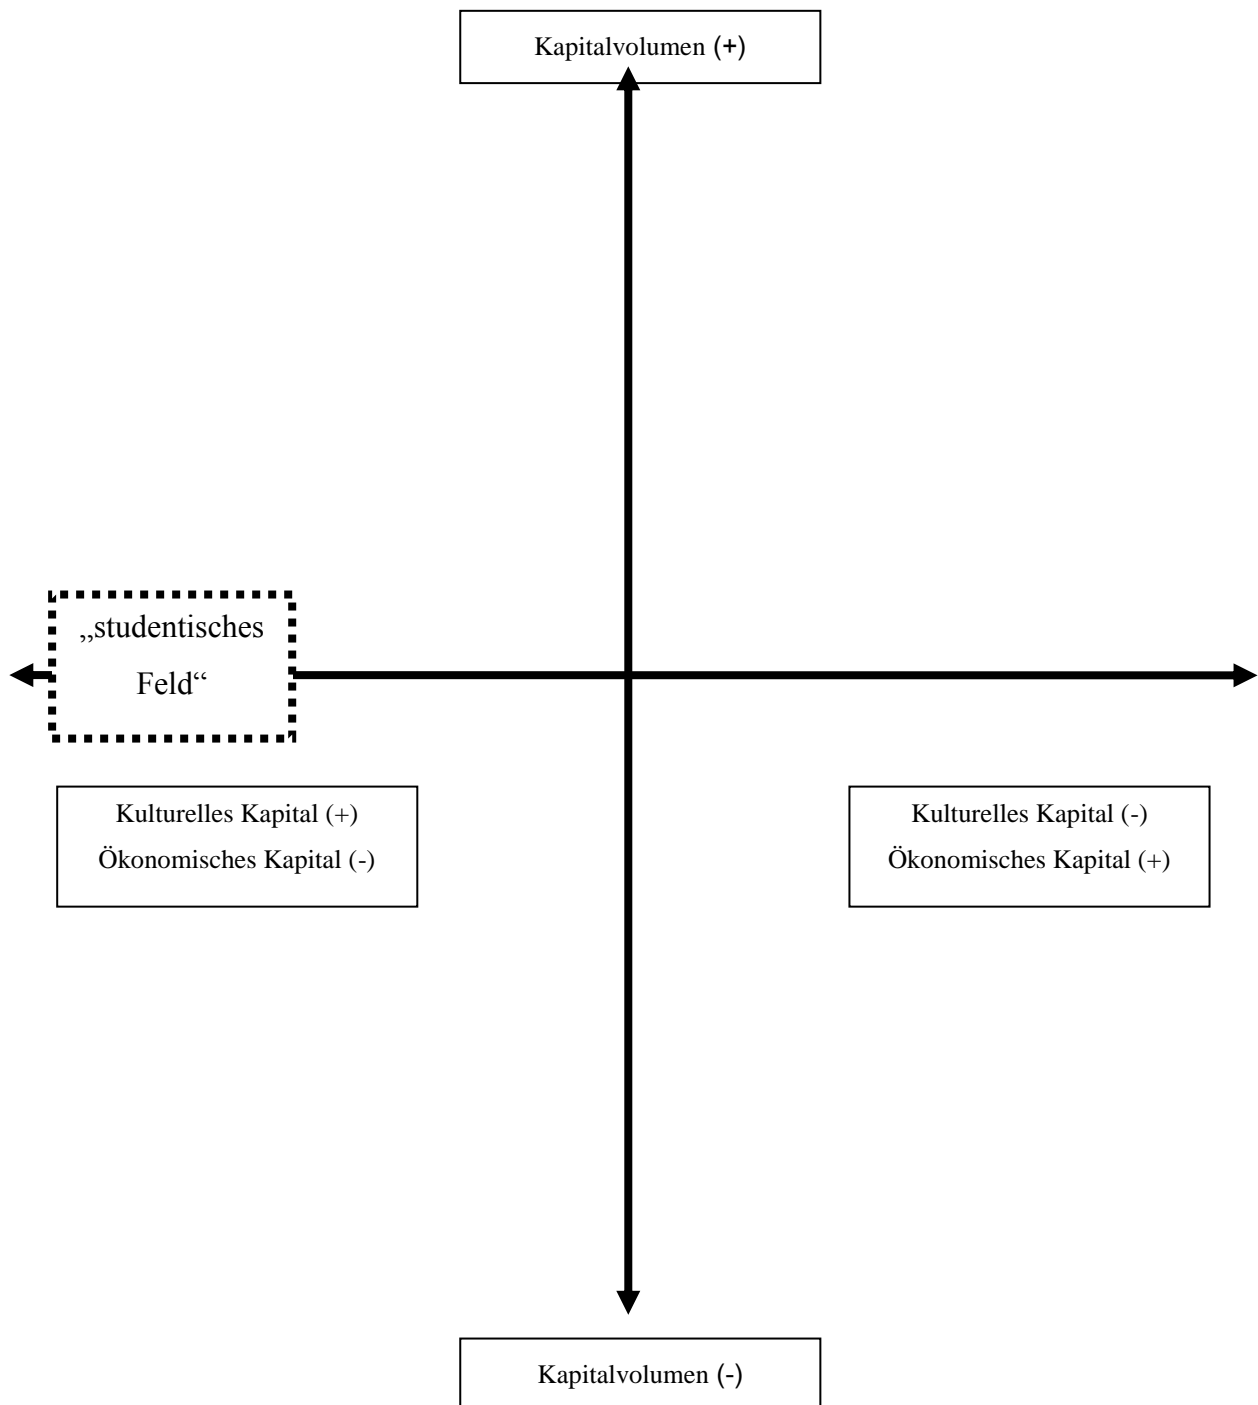 Kapitalvolumen (+)
„studentisches
Feld“
Kulturelles Kapital (+)
Ökonomisches Kapital (-)
Kulturelles Kapital (-)
Ökonomisches Kapital (+)
Kapitalvolumen (-)